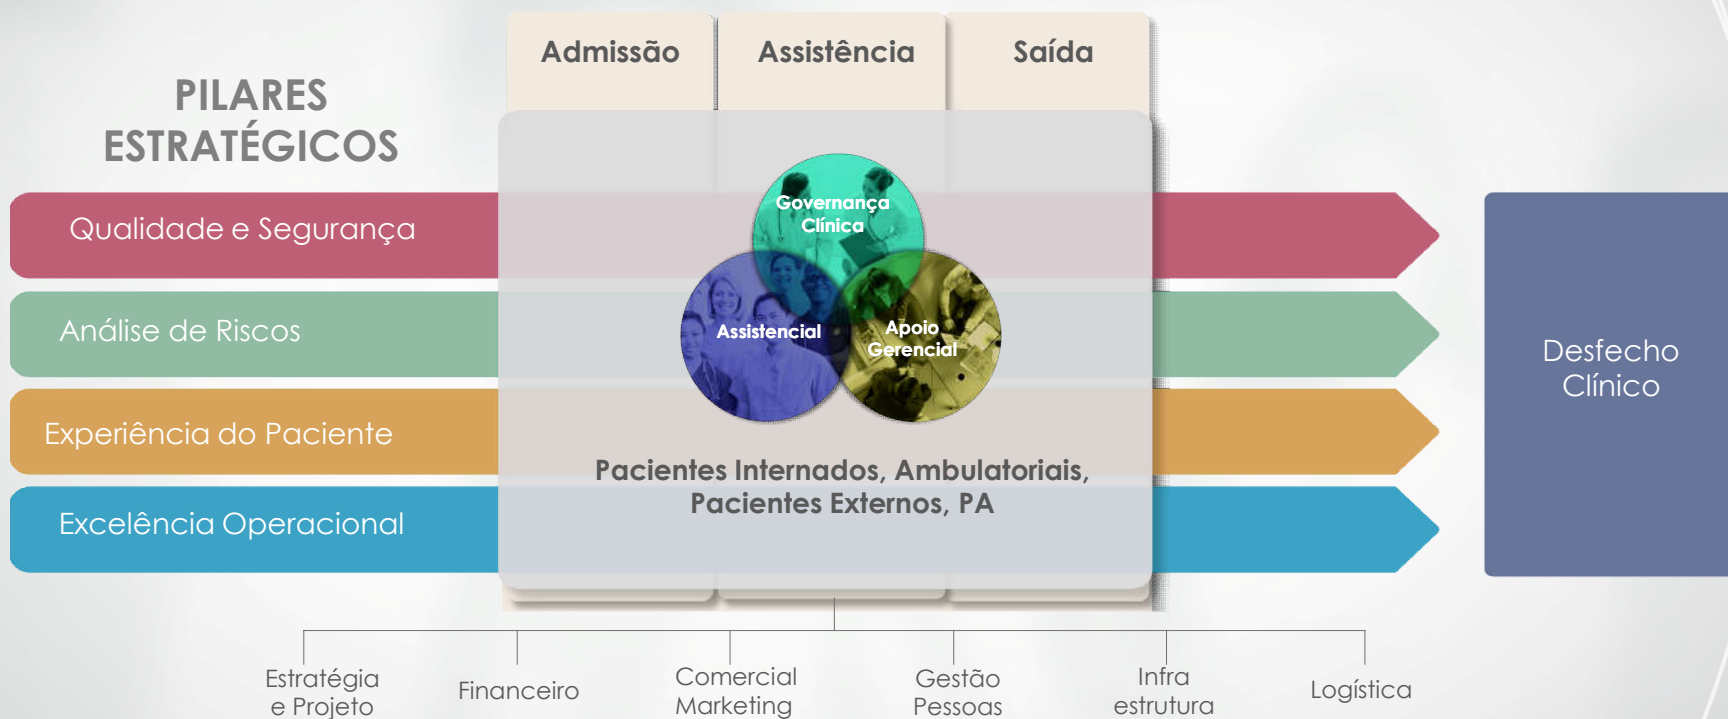 Admissão
Assistência
Saída
PILARES
ESTRATÉGICOS
Qualidade e Segurança
Análise de Riscos
Experiência do Paciente
Excelência Operacional
Governança
Clínica
Assistencial
Apoio
Gerencial
Pacientes Internados, Ambulatoriais,
Pacientes Externos, PA
Desfecho
Clínico
Estratégia
e Projeto
Financeiro
Comercial
Marketing
Gestão
Pessoas
Infra
estrutura
Logística